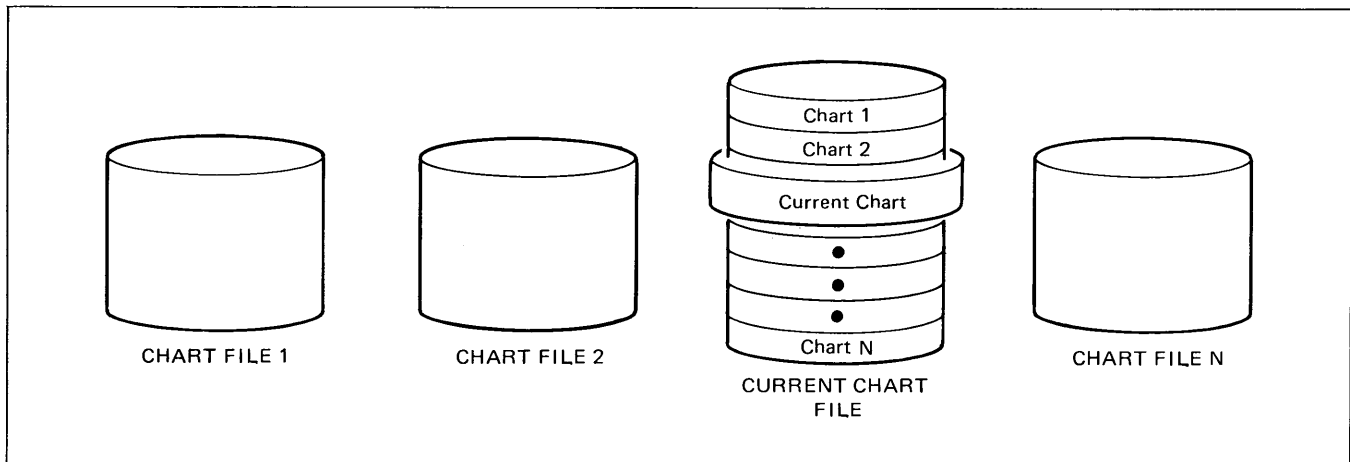 Chart 1
Chart 2
Current Chart
Chart N
CHART FILE 1
CHART FILE 2
CURRENT CHART
FILE
CHART FILE N